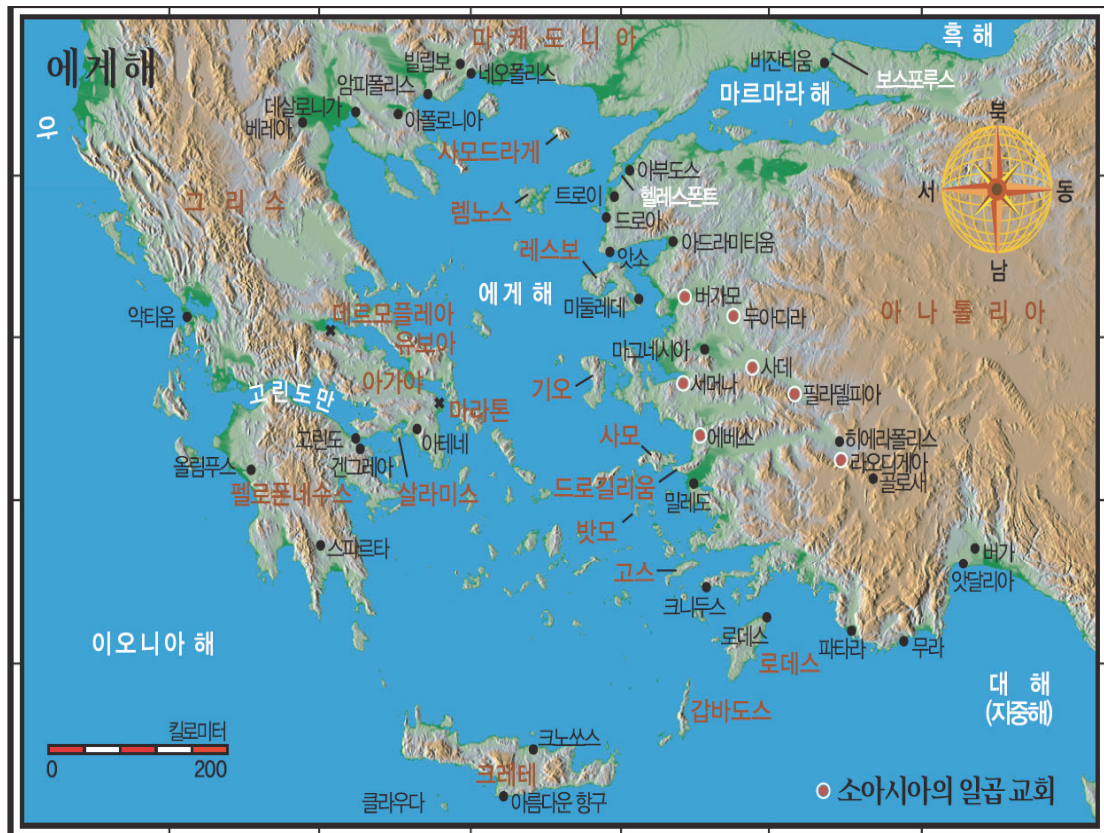 에게해
마케도니아
흑해
빌립보
네오폴리스
비잔티움
보스포루스
암피폴리스
마르마라 해
데살로니가
아폴로니아
베레아
아
북
사모드라게
아부도스
서
동
그리스
트로이
헬레스폰트
렘노스
드로아
아드라미티움
레스보
앗소
남
에게 해
미둘레데
버가모
아나톨리아
악티움
데르모플레아
두아디라
유보아
마그네시아
사데
아가야
기오
서머나
필라델피아
고린도만
마라톤
고린도
아테네
사모
에베소
히에라폴리스
겐그레아
라오디게아
올림푸스
골로새
펠로폰네수스
살라미스
드로킬리움
밀레도
밧모
스파르타
버가
고스
앗달리아
크니두스
이오니아 해
로데스
파타라
무라
로데스
대 해
(지중해)
갑바도스
킬로미터
크노쏘스
0
200
크레테
클라우다
아름다운 항구
소아시아의 일곱 교회